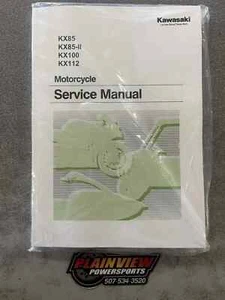 Kawasaki
KX85
KX85-II
KX100
KX112
Motorcycle
Service Manual
PLAINVIEW
POWERSPORTS
507-534-3520